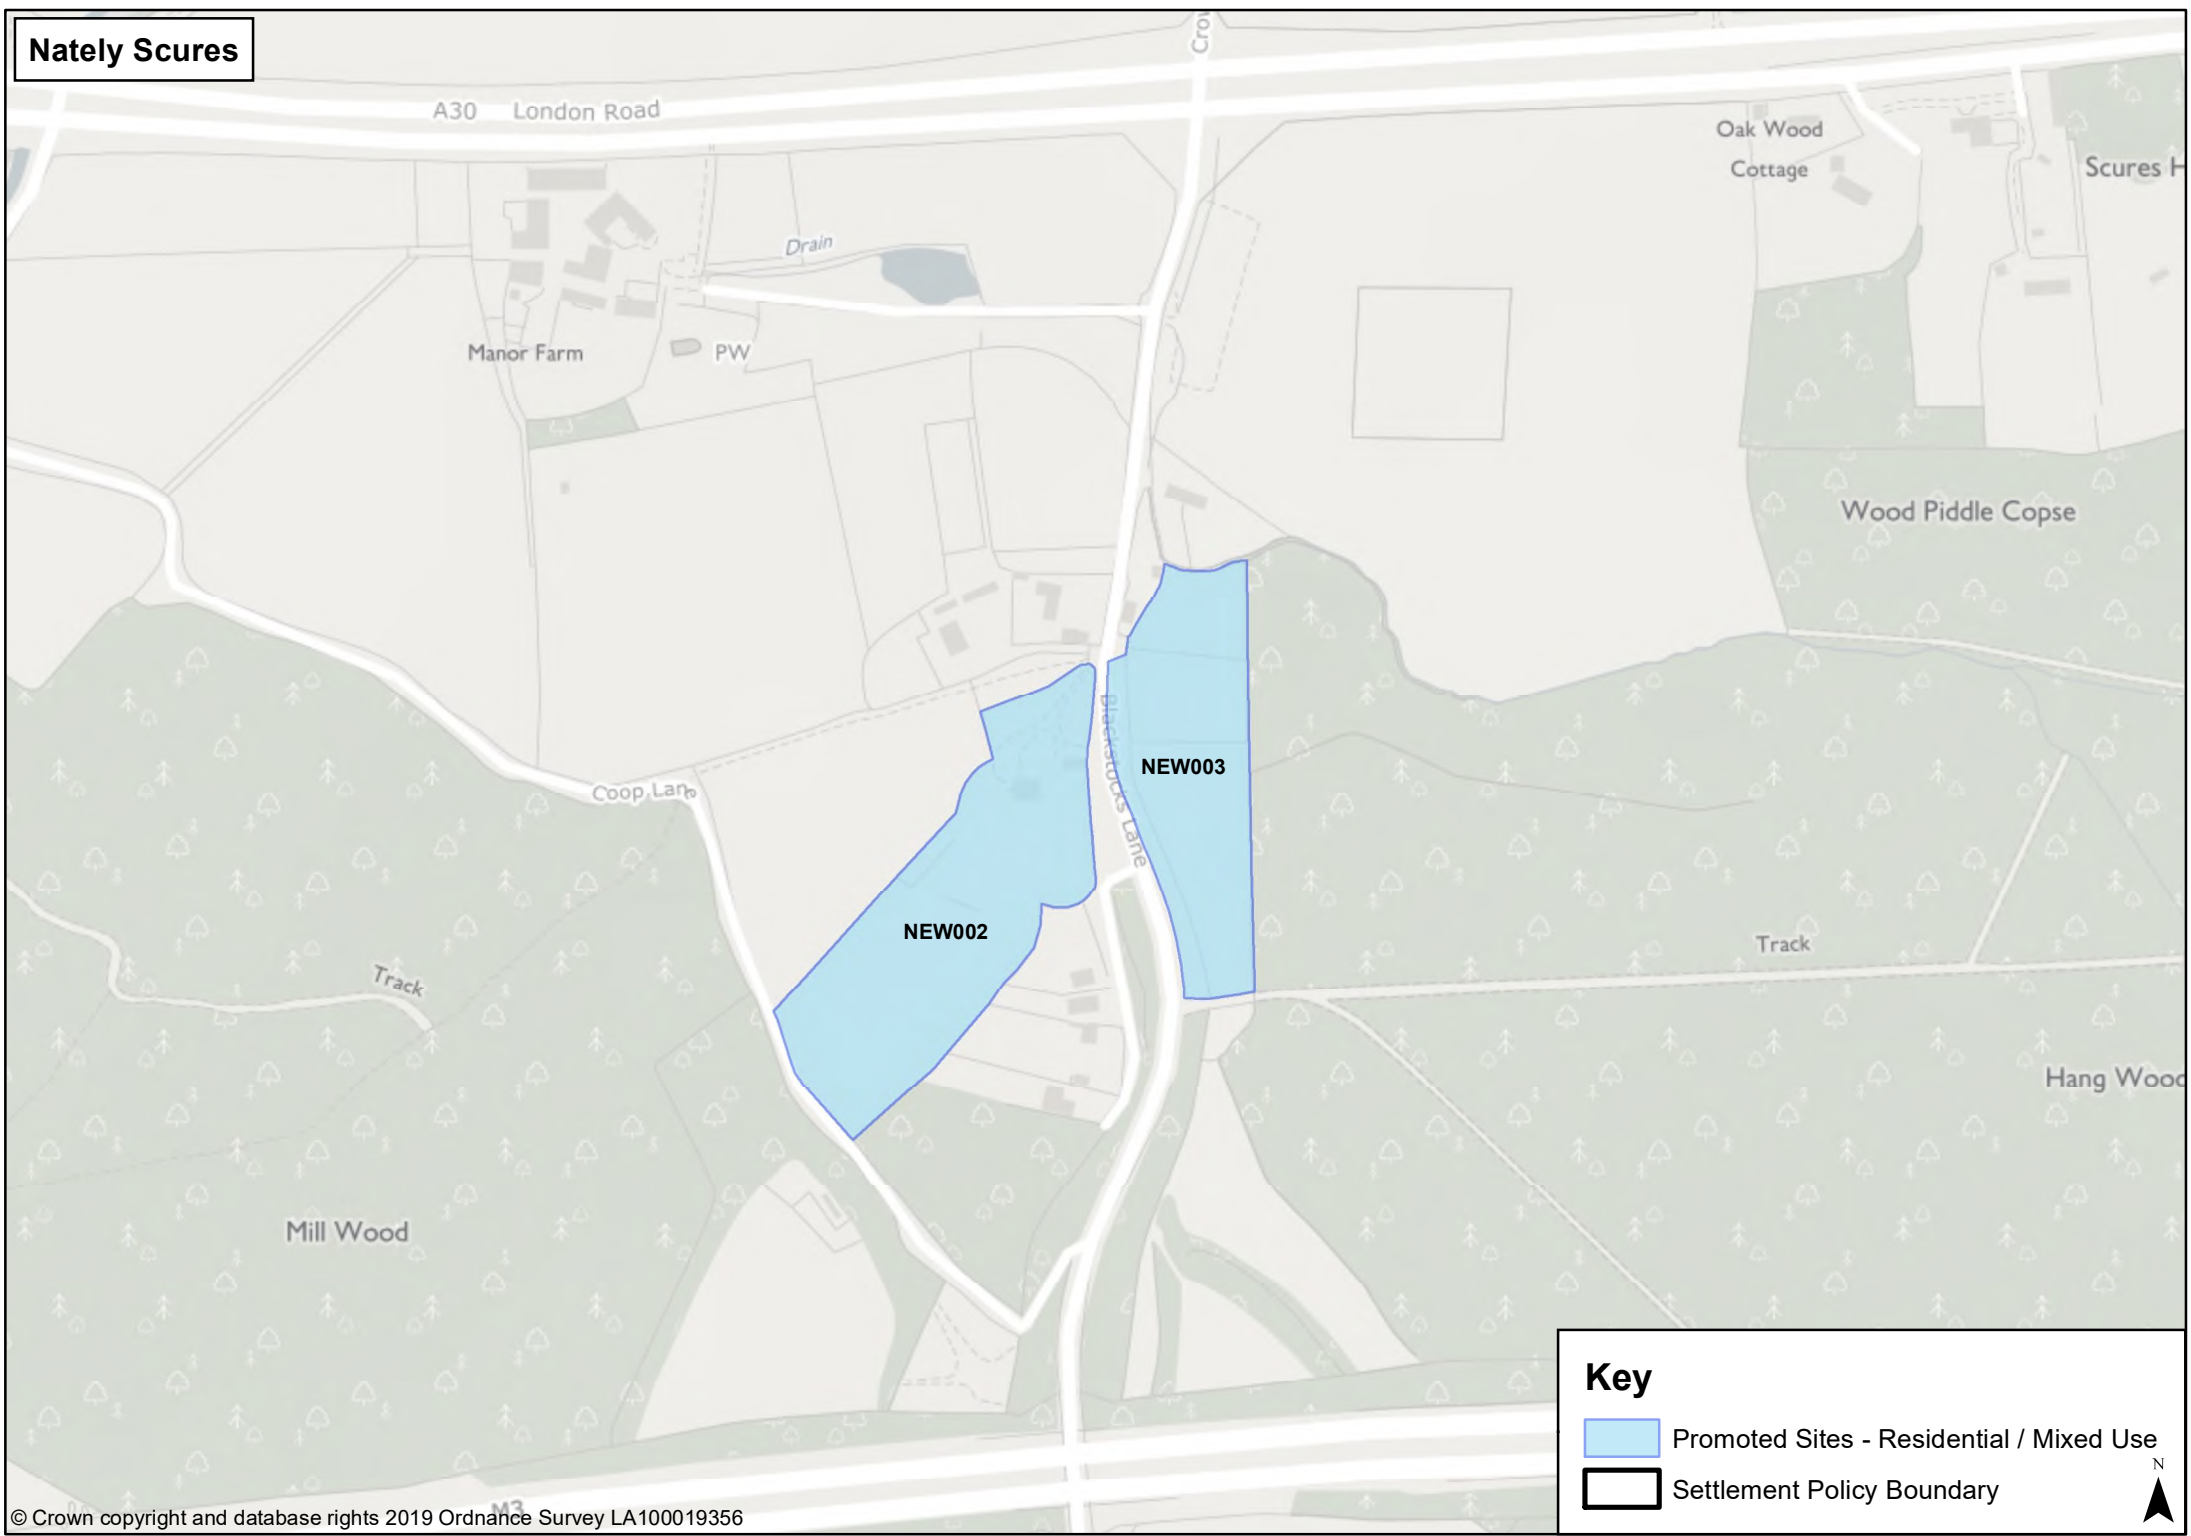 Nately Scures
A30 London Road
Oak Wood
Cottage
Drain
Manor Farm
PW
Wood Piddle Copse
Blackstocks Lane
NEW003
Coop Lane
NEW002
Track
Track
Hang Wood
Mill Wood
Key
Promoted Sites - Residential / Mixed Use
Settlement Policy Boundary
N
M3
© Crown copyright and database rights 2019 Ordnance Survey LA100019356